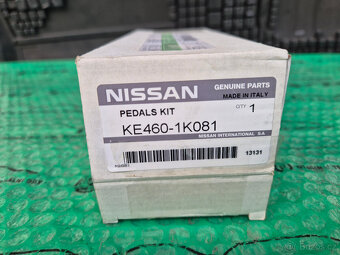 NISSAN
GENUINE PARTS
MADE IN ITALY
PEDALS KIT
QTY 1
KE460-1K081
NISSAN INTERNATIONAL S.A.
13131